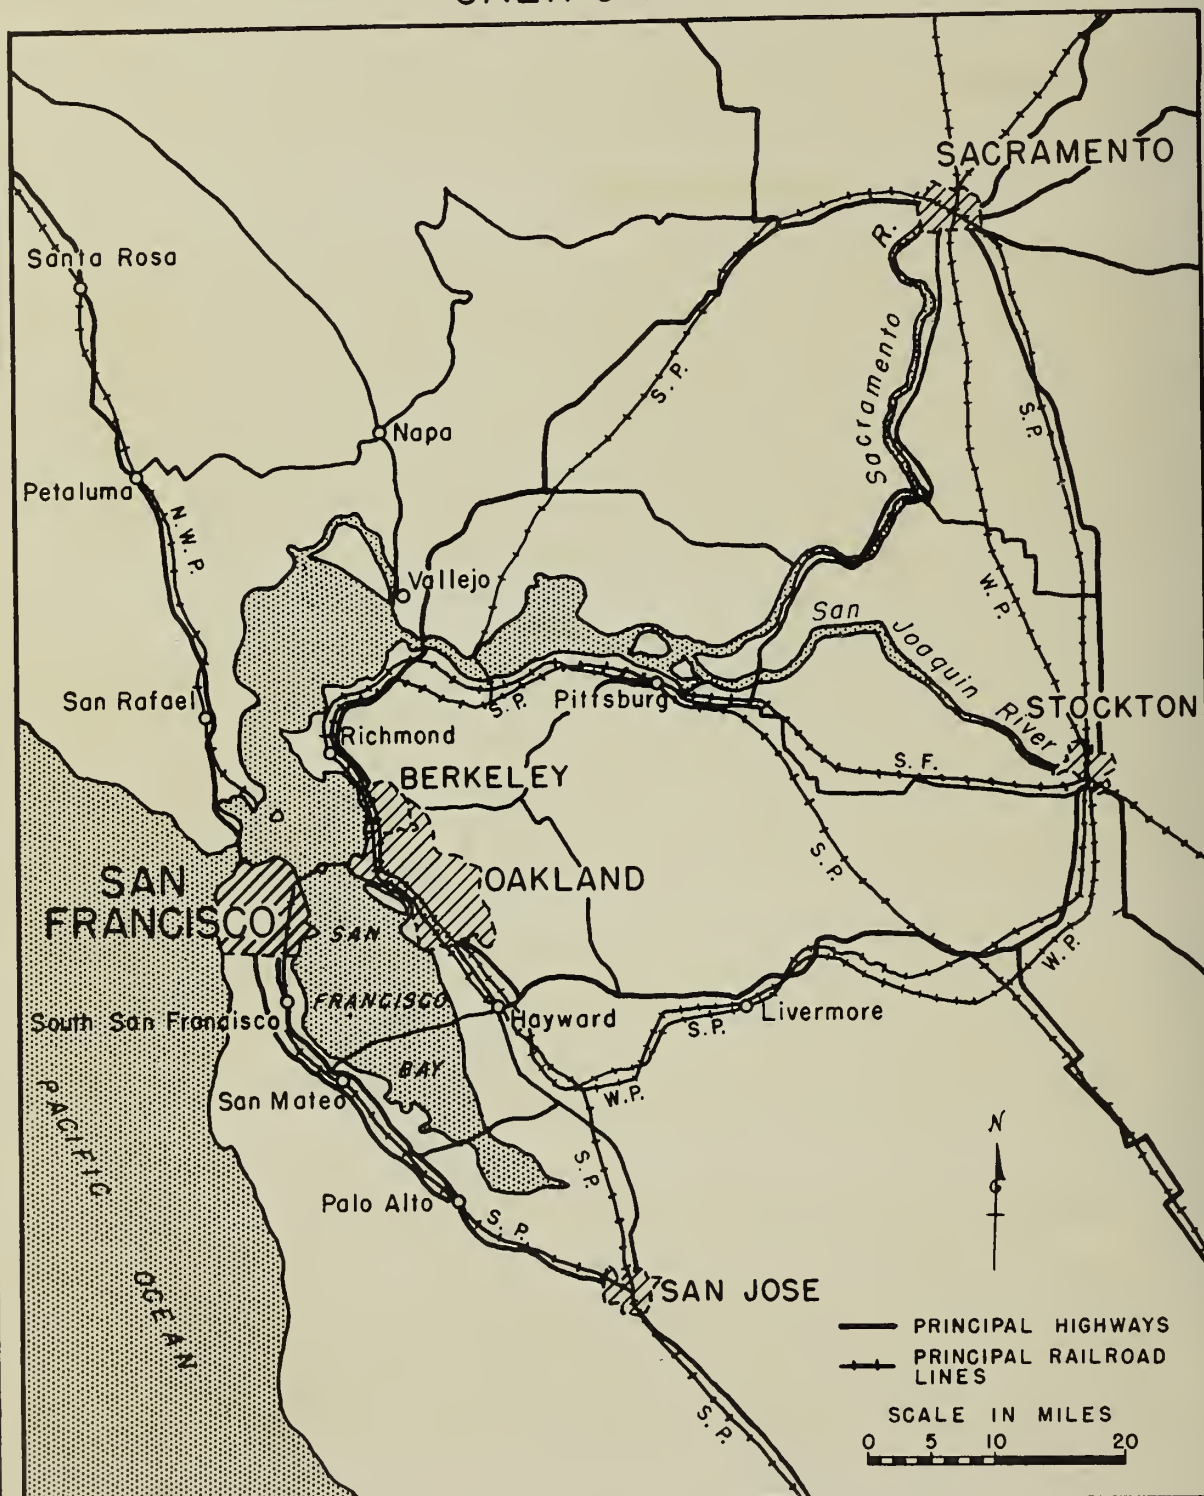 SACRAMENTO
R.
Santa Rosa
Sacramento
S. P.
S. P.
Napa
Petaluma
N. W. P.
Vallejo
W. P.
San
Joaquin
River
San Rafael
S. P.
Pittsburg
STOCKTON
Richmond
BERKELEY
S. F.
S. P.
SAN
FRANCISCO
OAKLAND
SAN
FRANCISCO
BAY
W. P.
South San Francisco
Hayward
S.P.
Livermore
San Mateo
W.P.
PACIFIC
OCEAN
N
S. P.
Palo Alto
S. P.
SAN JOSE
PRINCIPAL HIGHWAYS
PRINCIPAL RAILROAD
LINES
S. P.
SCALE IN MILES
0 5 10 20